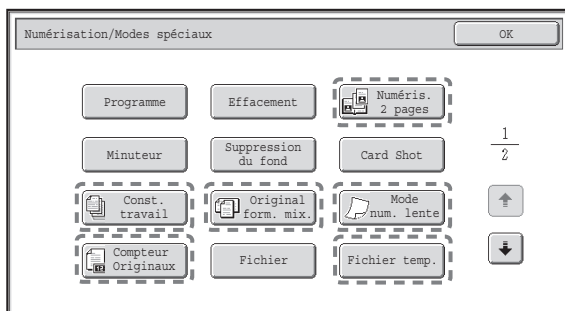 Numérisation/Modes spéciaux
OK
Programme
Effacement
Numéris.
2 pages
Minuteur
Suppression
du fond
Card Shot
1
2
Const.
travail
Original
form. mix.
Mode
num. lente
Compteur
Originaux
Fichier
Fichier temp.